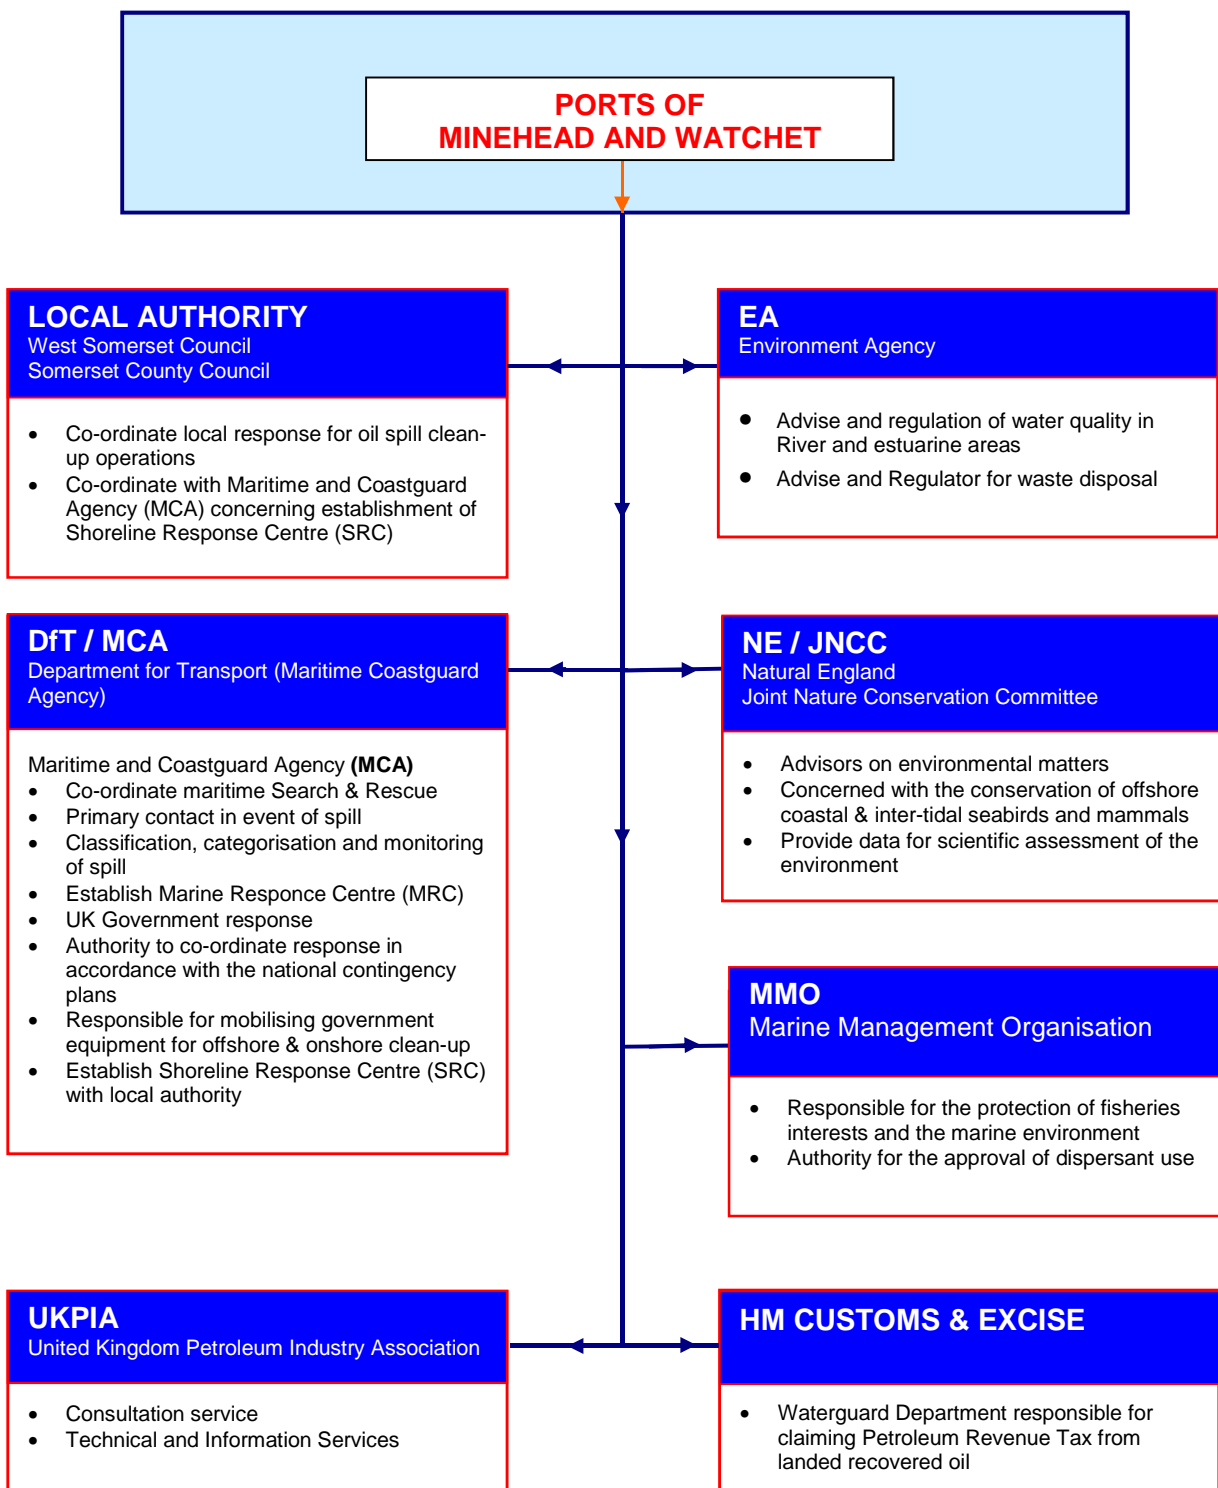 PORTS OF
MINEHEAD AND WATCHET
LOCAL AUTHORITY
West Somerset Council
Somerset County Council
• Co-ordinate local response for oil spill clean-
up operations
• Co-ordinate with Maritime and Coastguard
Agency (MCA) concerning establishment of
Shoreline Response Centre (SRC)
EA
Environment Agency
• Advise and regulation of water quality in
River and estuarine areas
• Advise and Regulator for waste disposal
DfT / MCA
Department for Transport (Maritime Coastguard
Agency)
Maritime and Coastguard Agency (MCA)
• Co-ordinate maritime Search & Rescue
• Primary contact in event of spill
• Classification, categorisation and monitoring
of spill
• Establish Marine Responce Centre (MRC)
• UK Government response
• Authority to co-ordinate response in
accordance with the national contingency
plans
• Responsible for mobilising government
equipment for offshore & onshore clean-up
• Establish Shoreline Response Centre (SRC)
with local authority
NE / JNCC
Natural England
Joint Nature Conservation Committee
• Advisors on environmental matters
• Concerned with the conservation of offshore
coastal & inter-tidal seabirds and mammals
• Provide data for scientific assessment of the
environment
MMO
Marine Management Organisation
• Responsible for the protection of fisheries
interests and the marine environment
• Authority for the approval of dispersant use
UKPIA
United Kingdom Petroleum Industry Association
• Consultation service
• Technical and Information Services
HM CUSTOMS & EXCISE
• Waterguard Department responsible for
claiming Petroleum Revenue Tax from
landed recovered oil